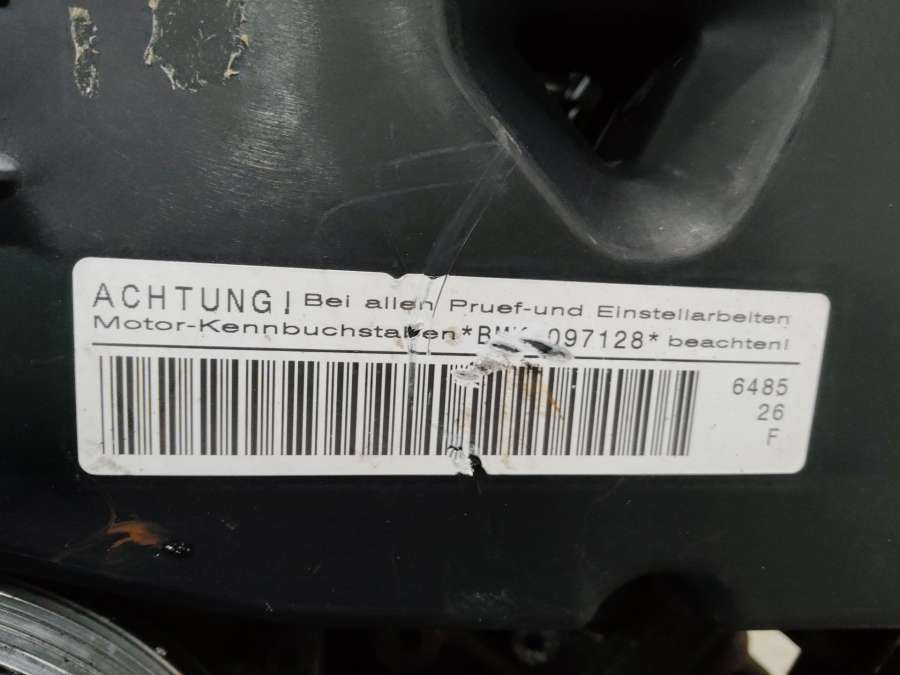 ACHTUNG! Bei allen Pruef-und Einstellarbeiten
Motor-Kennbuchstaben 097128* beachten!
6485
26
F